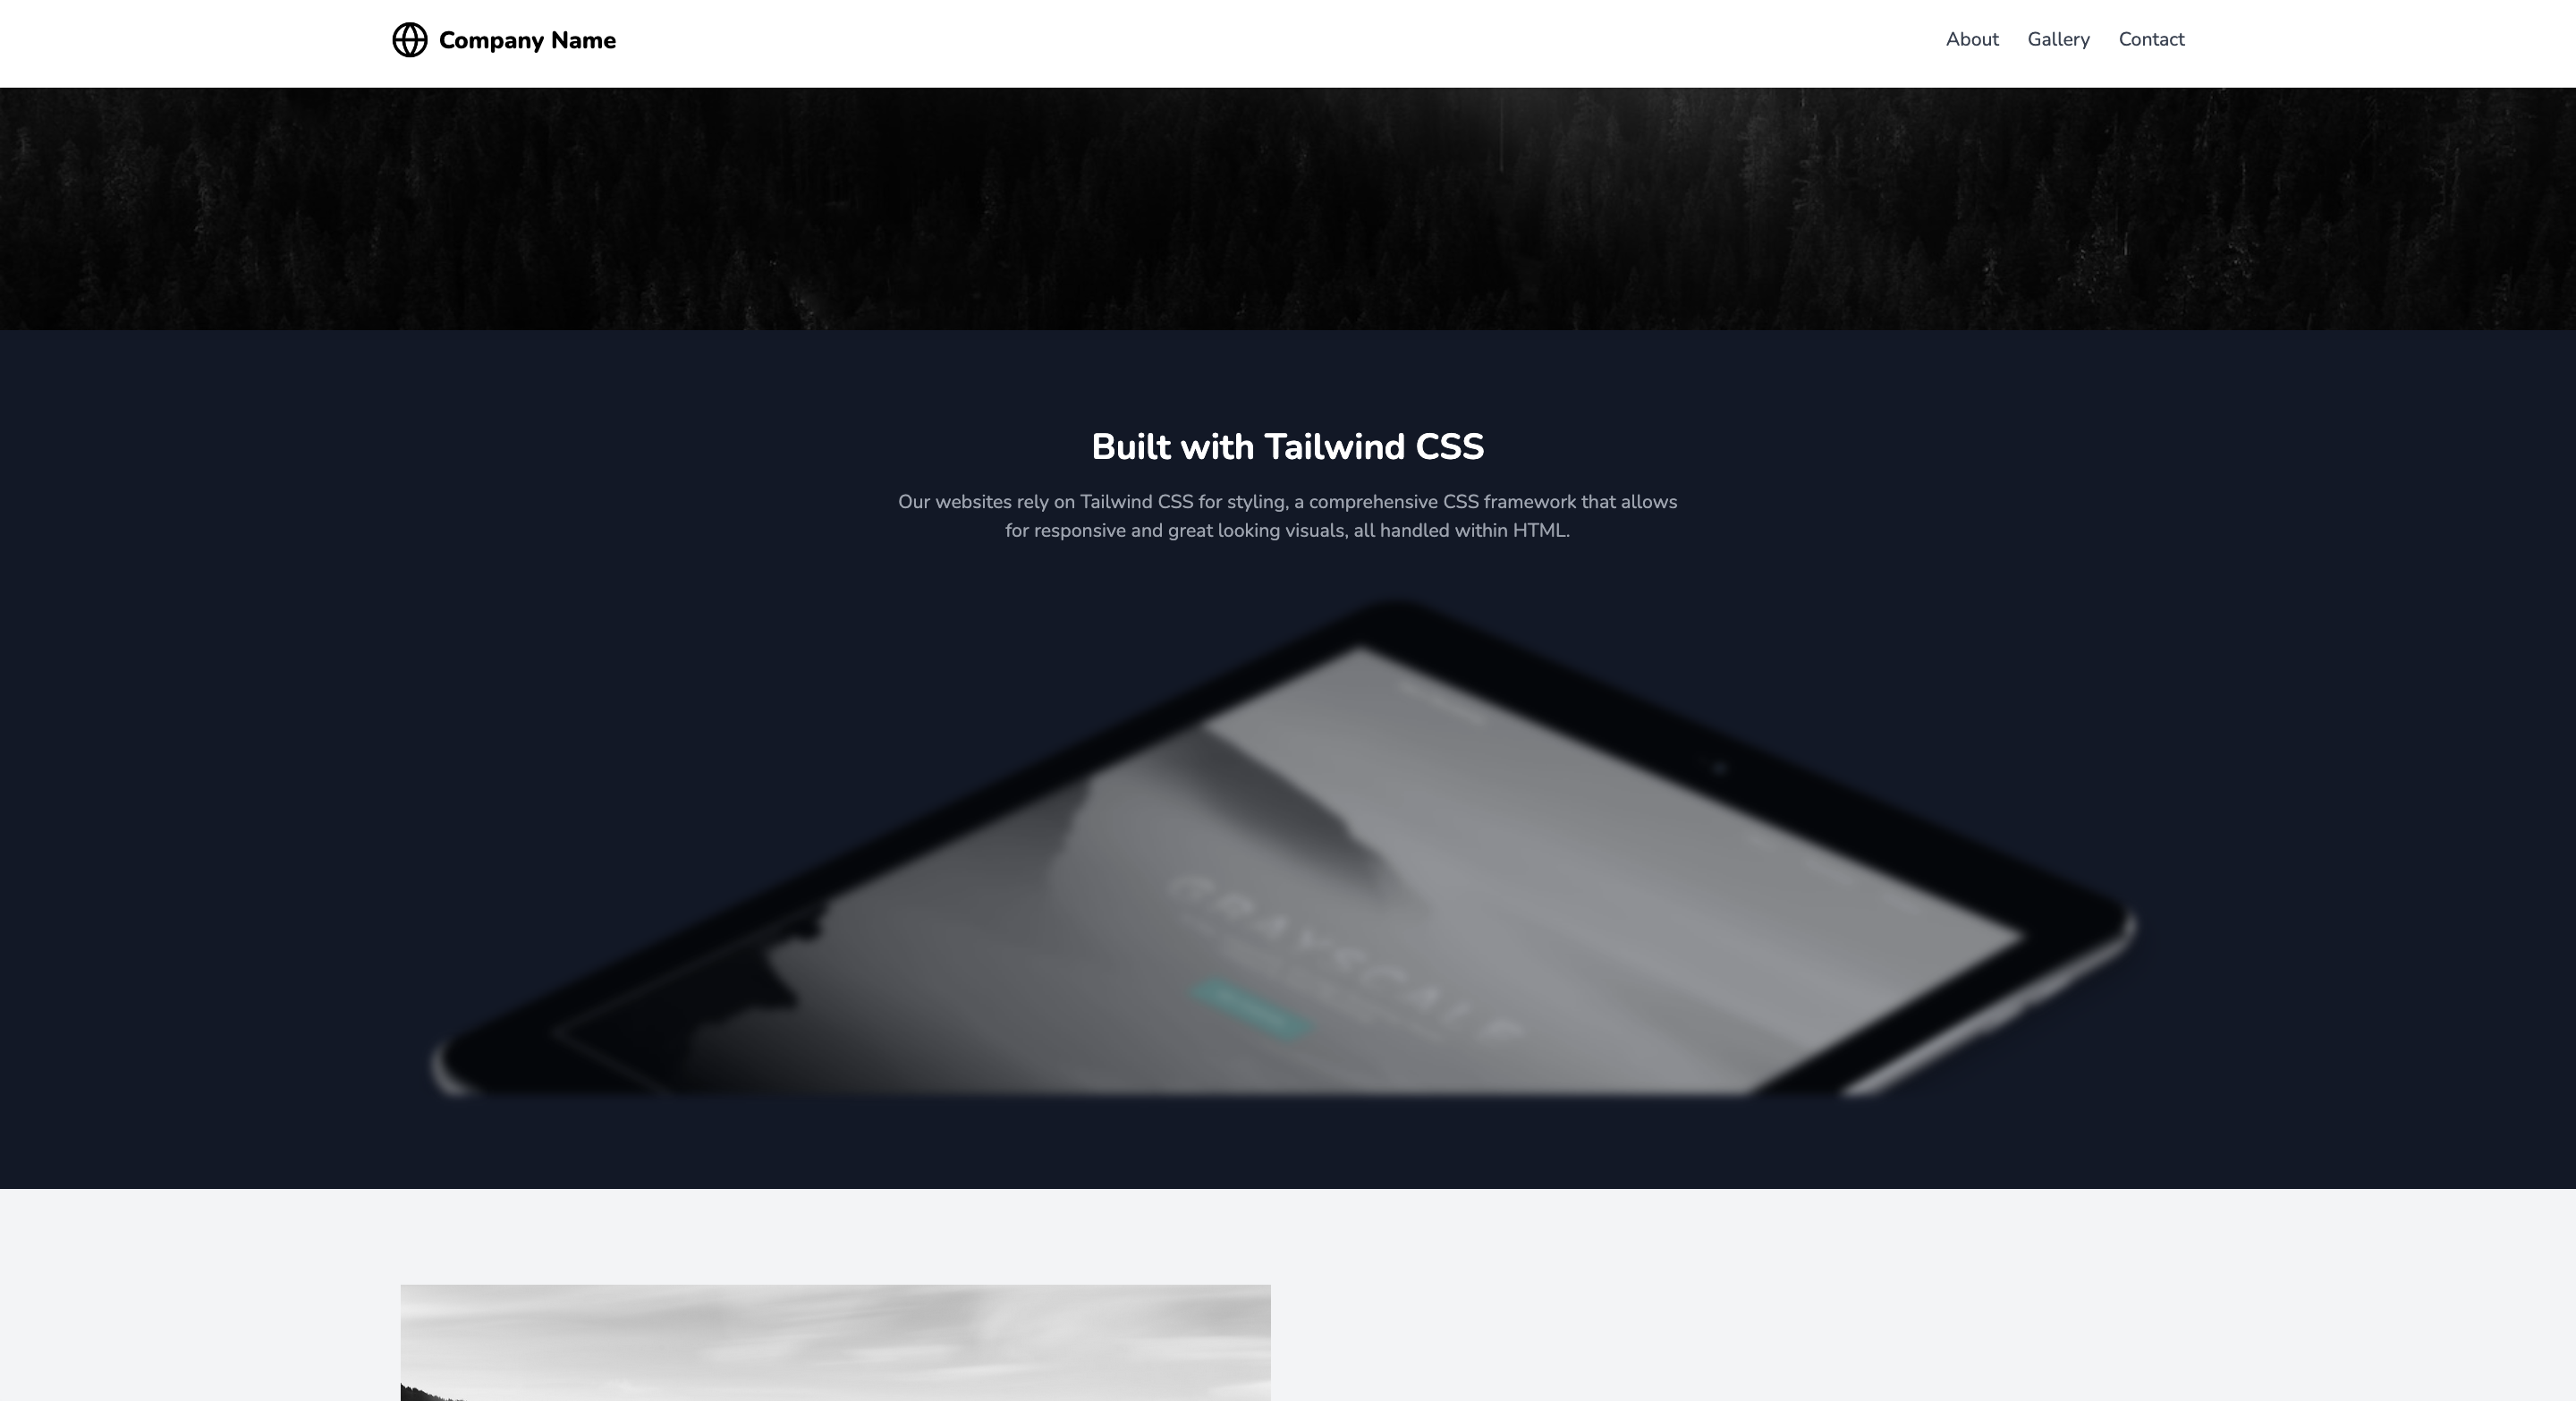 Company Name
About Gallery Contact
Built with Tailwind CSS
Our websites rely on Tailwind CSS for styling, a comprehensive CSS framework that allows
for responsive and great looking visuals, all handled within HTML.
GRAYSCALE